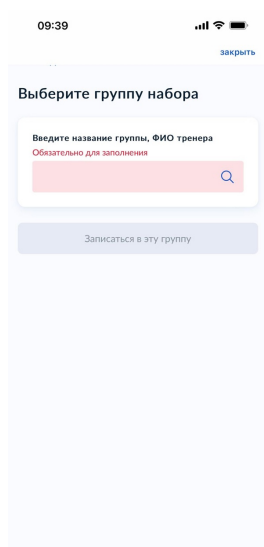 09:39
закрыть
Выберите группу набора
Введите название группы, ФИО тренера
Обязательно для заполнения
Записаться в эту группу